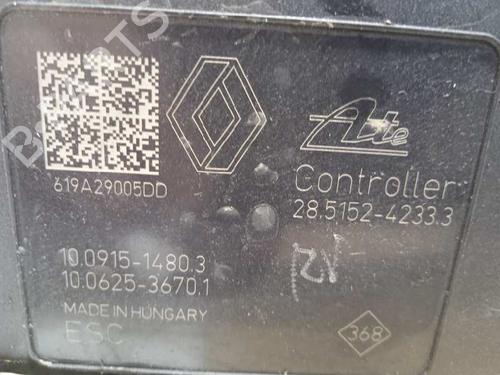 Ate
619A29005DD
Controller
28.5152-4233.3
10.0915-1480.3
10.0625-3670.1
MADE IN HUNGARY
ESC
368